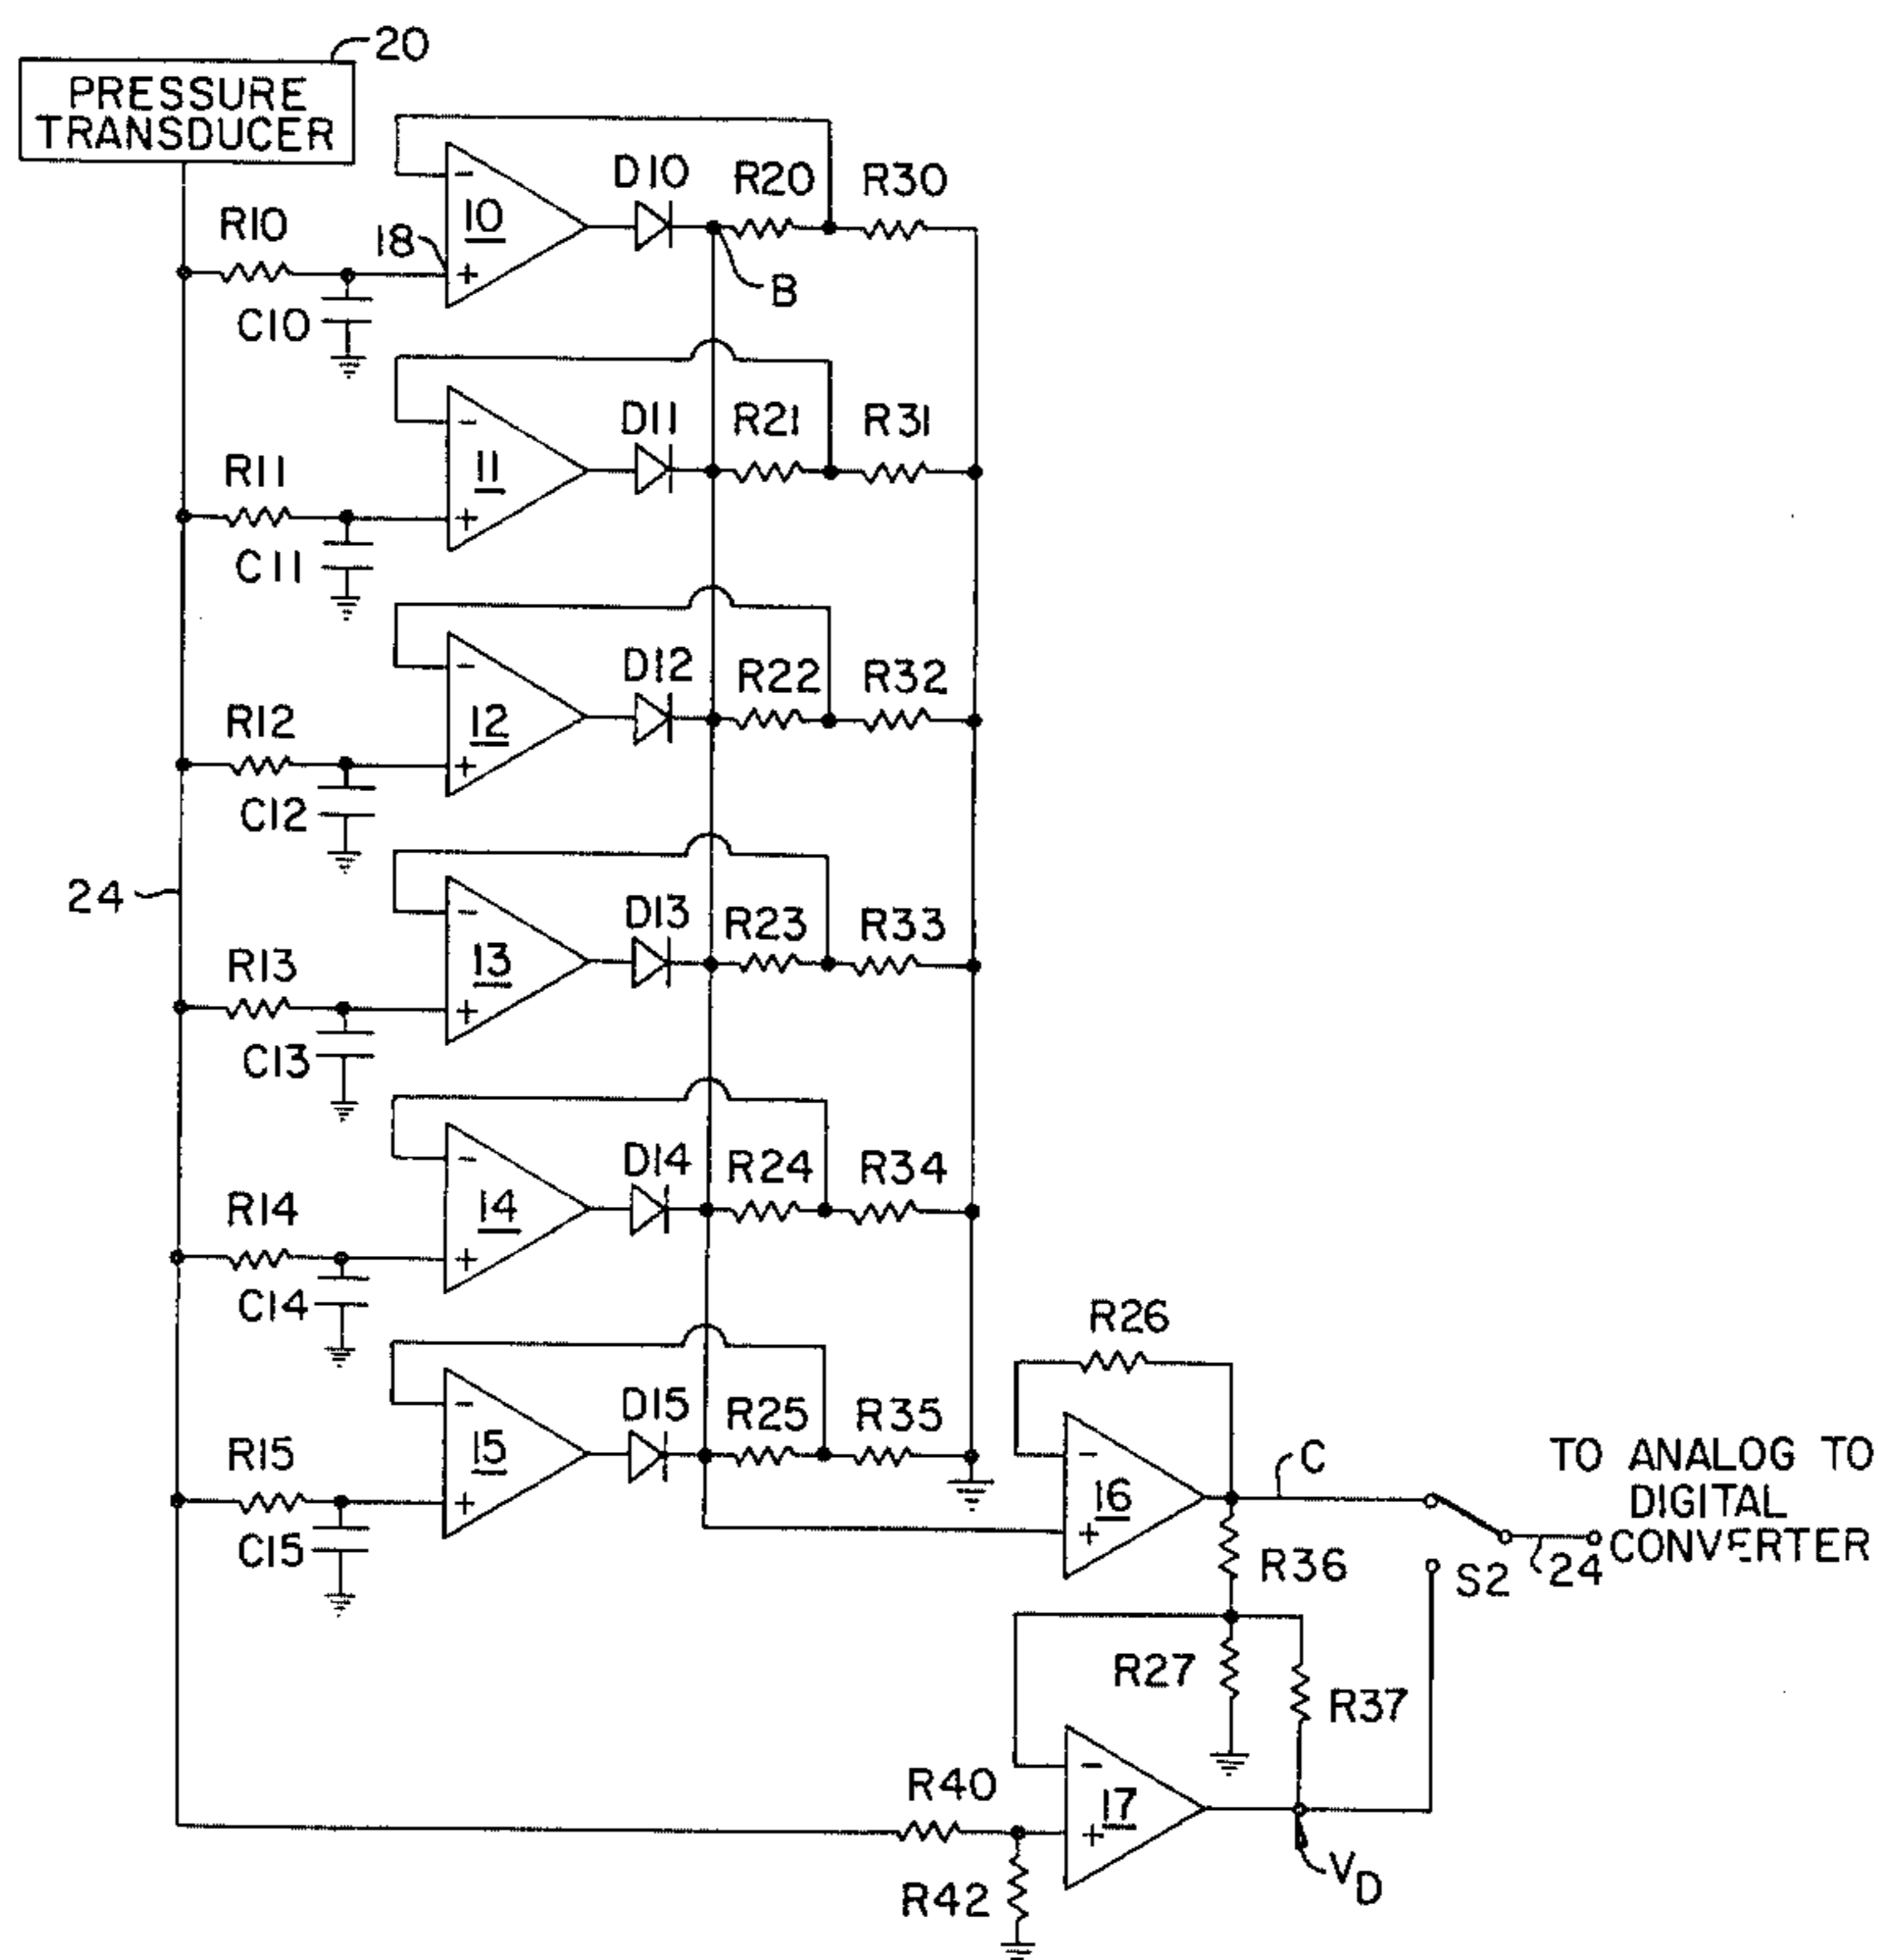 20
PRESSURE
TRANSDUCER
D10
R20
R30
-
10
R10
18
+
B
C10
D11
R21
R31
-
11
R11
+
C11
D12
R22
R32
-
12
R12
+
C12
24
D13
R23
R33
-
13
R13
+
C13
D14
R24
R34
-
14
R14
+
C14
R26
D15
R25
R35
-
15
R15
+
C15
-
16
+
C
TO ANALOG TO
DIGITAL
CONVERTER
R36
S2
24
R27
R37
-
17
+
R40
R42
VD